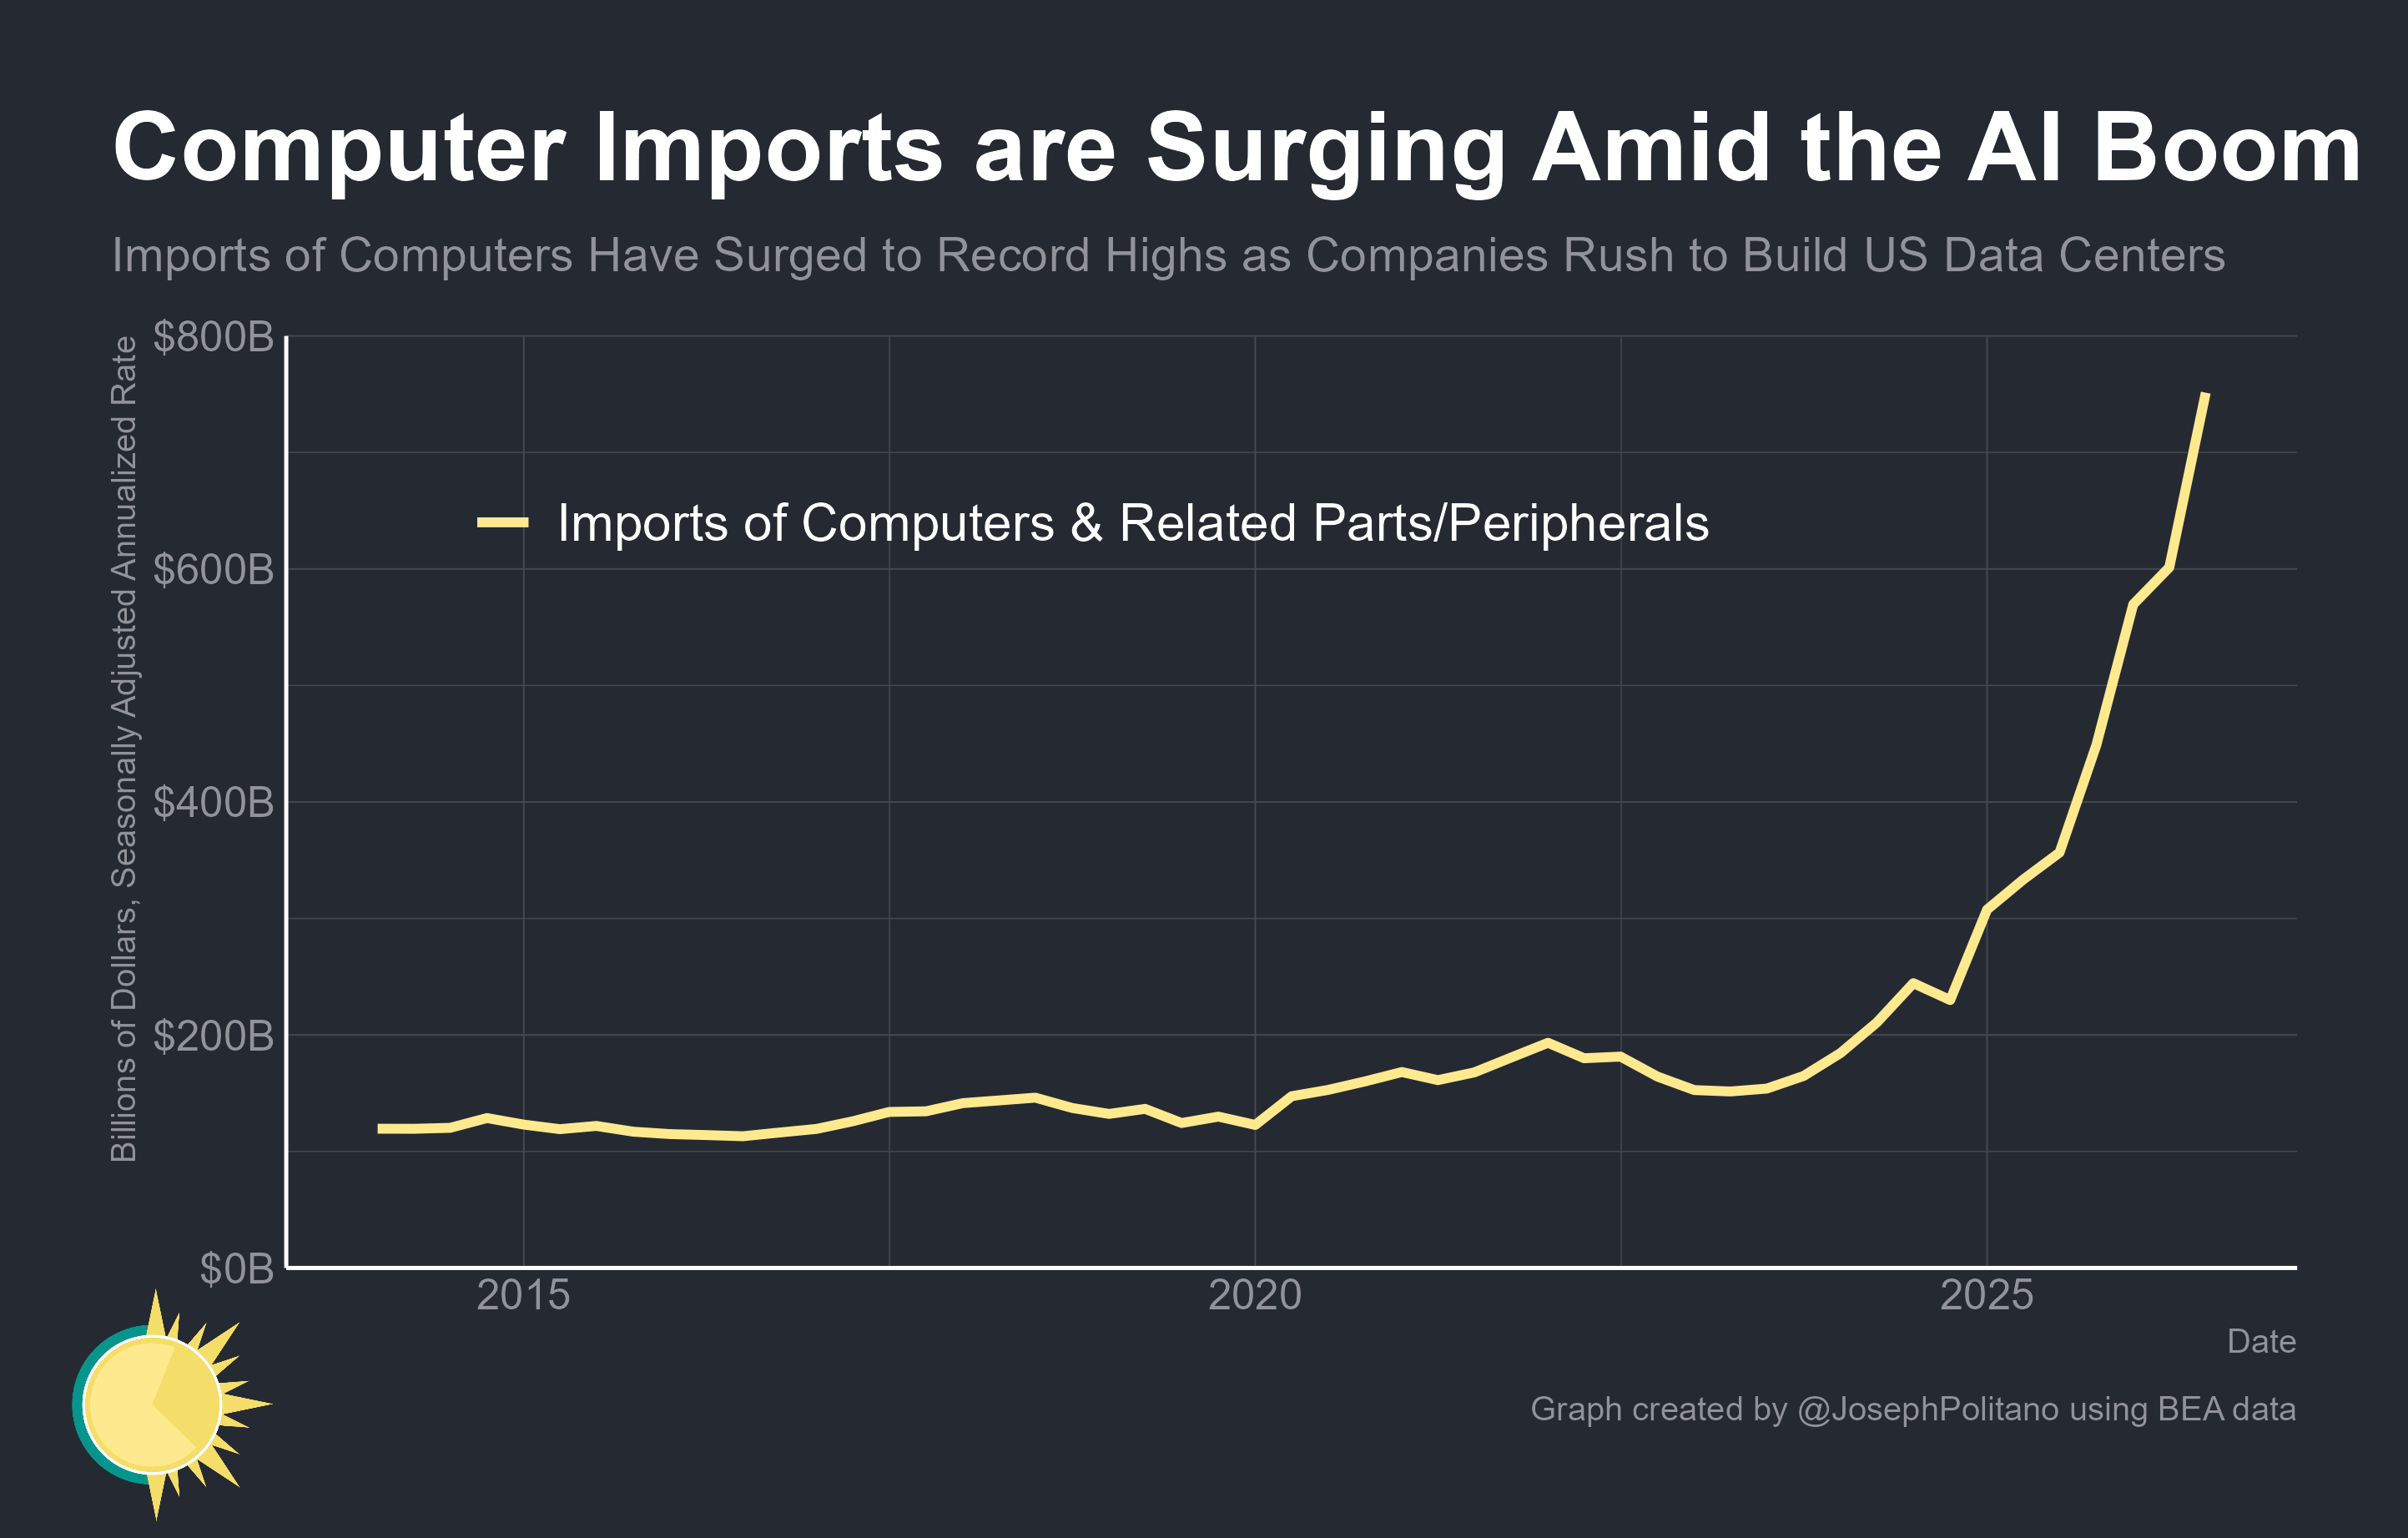 Computer Imports are Surging Amid the AI Boom
Imports of Computers Have Surged to Record Highs as Companies Rush to Build US Data Centers
Billions of Dollars, Seasonally Adjusted Annualized Rate
$800B
$600B
$400B
$200B
$0B
Imports of Computers & Related Parts/Peripherals
2015
2020
2025
Date
Graph created by @JosephPolitano using BEA data